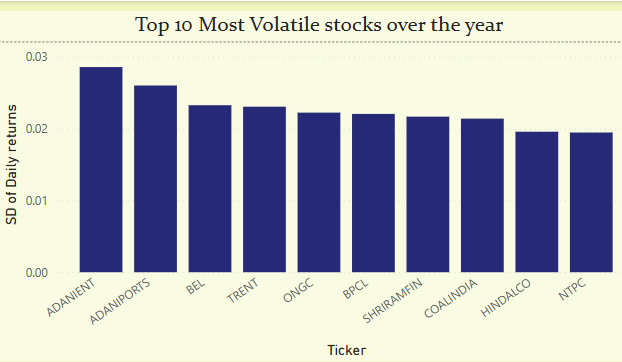 Top 10 Most Volatile stocks over the year
SD of Daily returns
0.03
0.02
0.01
0.00
ADANIENT
ADANIPORTS
BEL
TRENT
ONGC
BPCL
SHRIRAMFIN
COALINDIA
HINDALCO
NTPC
Ticker